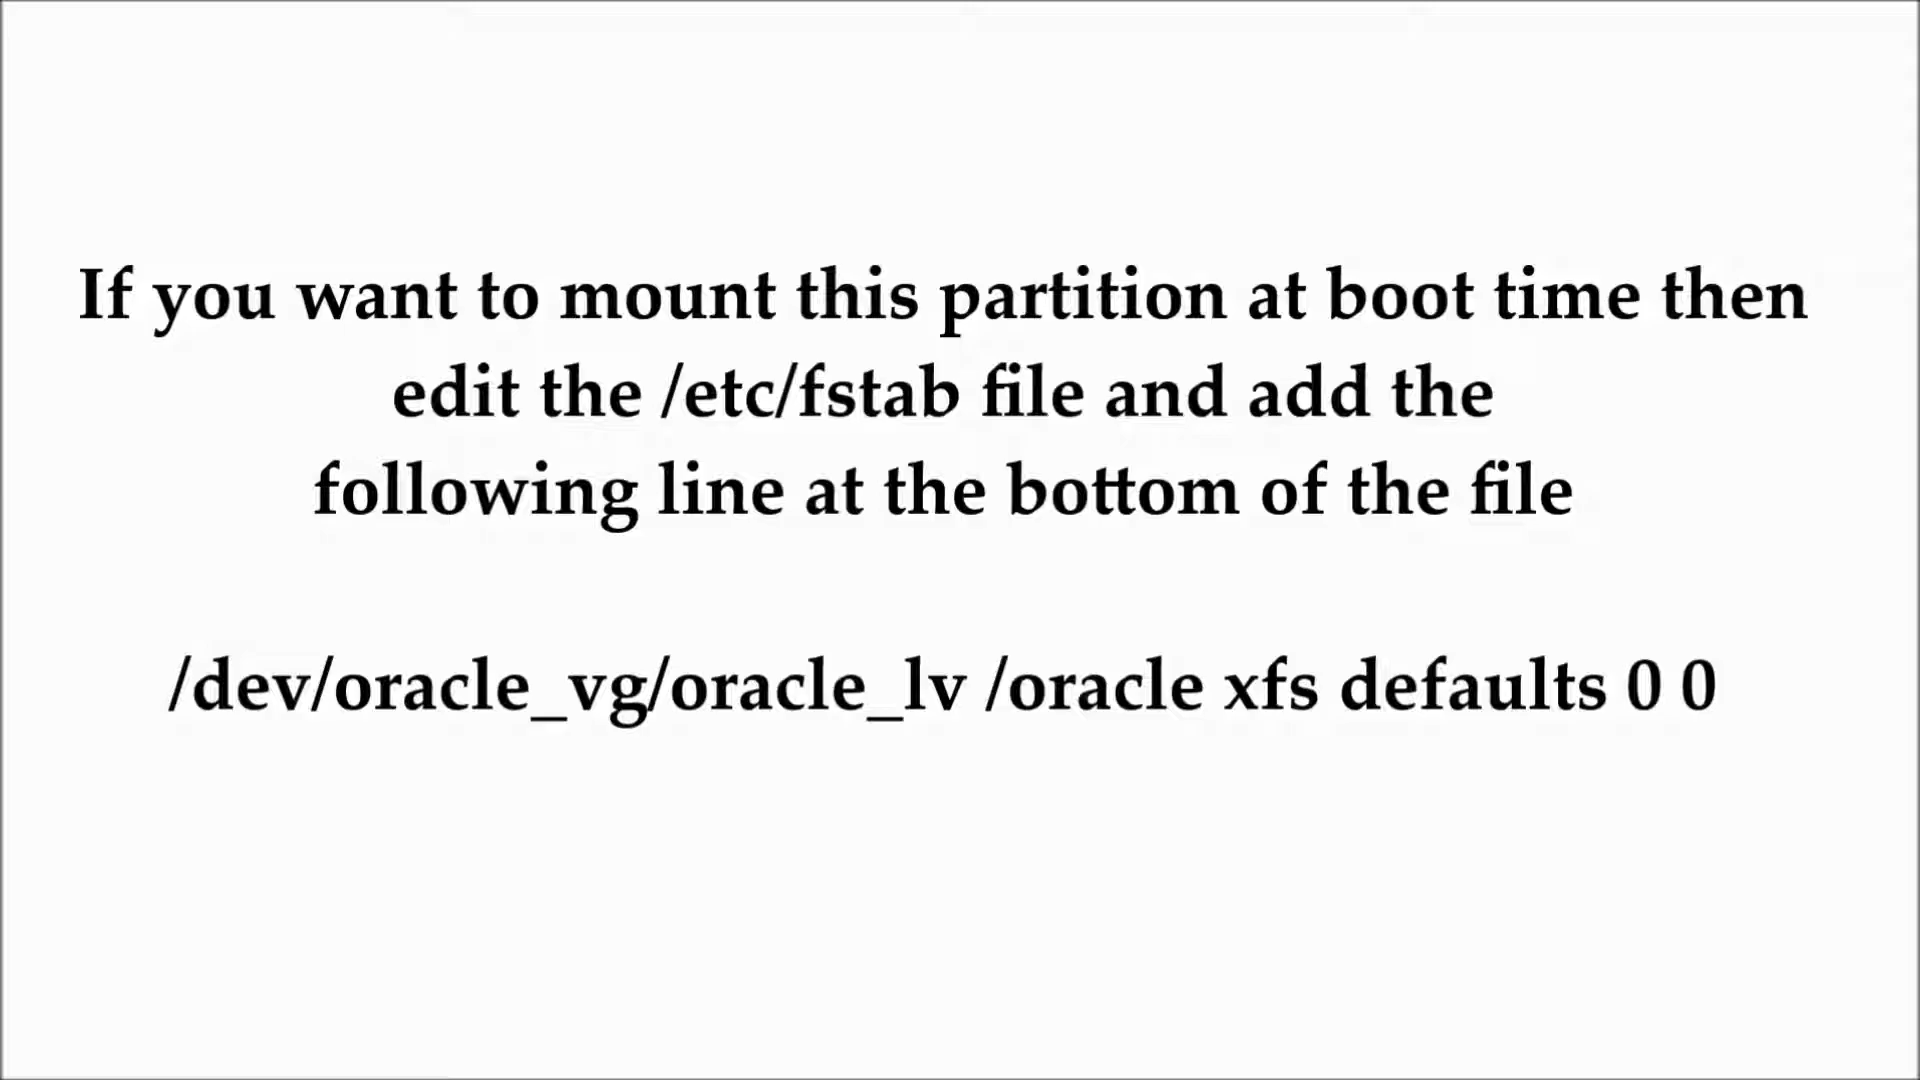 If you want to mount this partition at boot time then
edit the /etc/fstab file and add the
following line at the bottom of the file
/dev/oracle_vg/oracle_lv /oracle xfs defaults 0 0